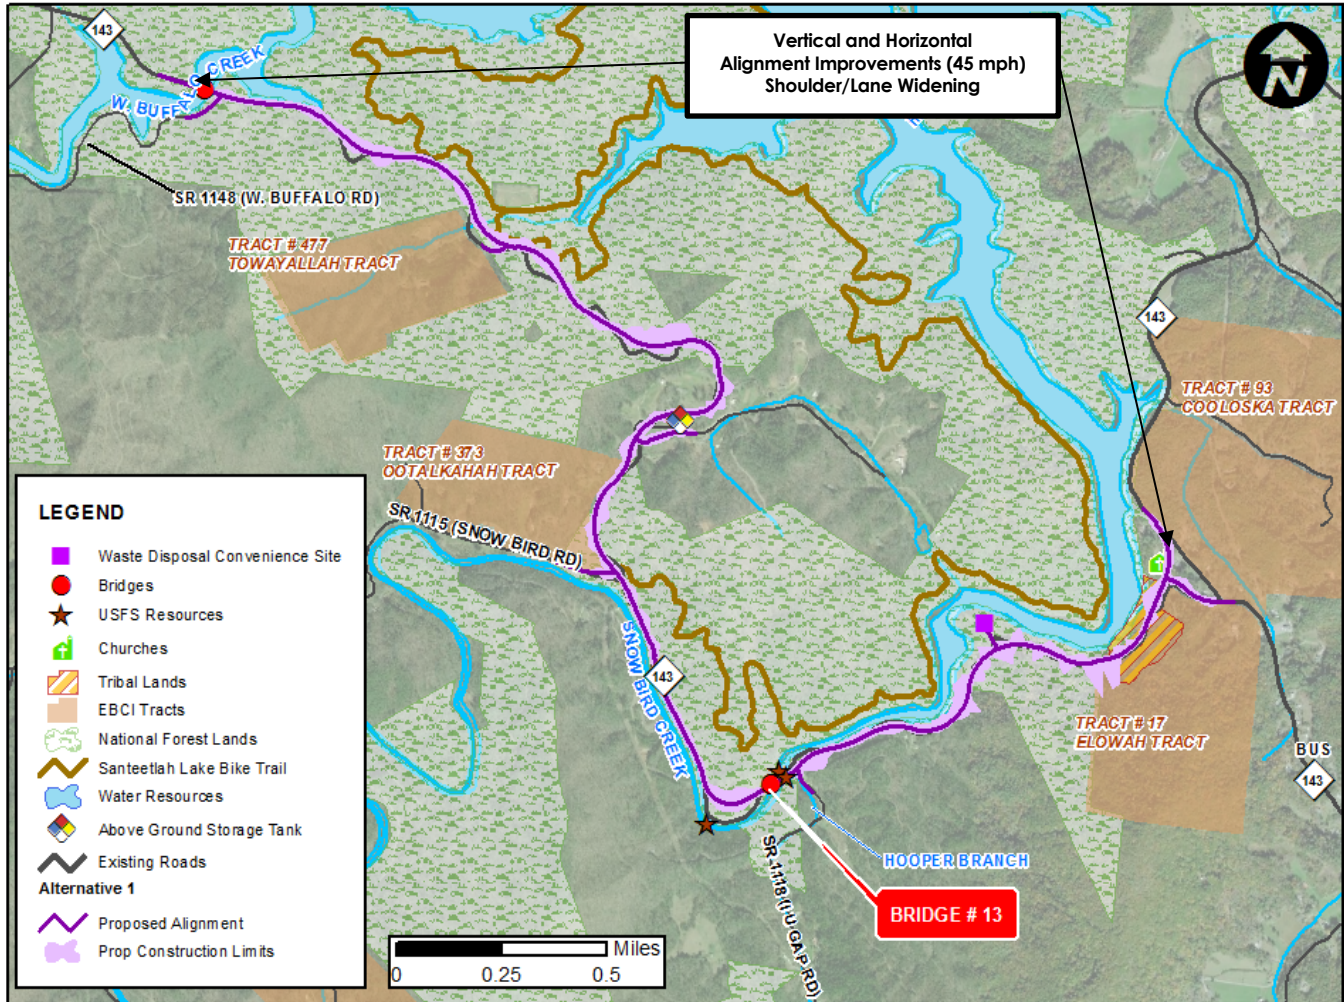 143
Vertical and Horizontal
Alignment Improvements (45 mph)
Shoulder/Lane Widening
N
W. BUFFALO CREEK
SR 1148 (W. BUFFALO RD)
TRACT # 477
TOWAYALLAH TRACT
143
TRACT # 93
COOLOSKA TRACT
TRACT # 373
OOTALKAHAH TRACT
SR 1115 (SNOW BIRD RD)
SNOW BIRD CREEK
143
TRACT # 17
ELOWAH TRACT
BUS
143
HOOPER BRANCH
SR 1118 (I U GAP RD)
BRIDGE # 13
LEGEND
Waste Disposal Convenience Site
Bridges
USFS Resources
Churches
Tribal Lands
EBCI Tracts
National Forest Lands
Santeetlah Lake Bike Trail
Water Resources
Above Ground Storage Tank
Existing Roads
Alternative 1
Proposed Alignment
Prop Construction Limits
Miles
0 0.25 0.5